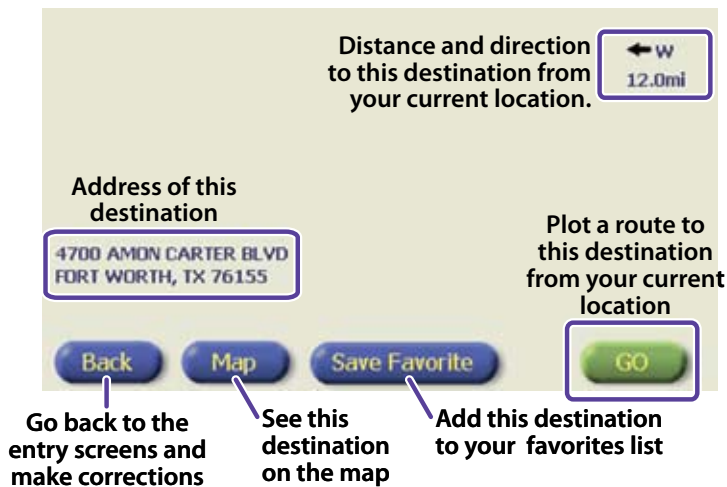 Distance and direction
to this destination from
your current location.
W
12.0mi
Address of this
destination
4700 AMON CARTER BLVD
FORT WORTH, TX 76155
Plot a route to
this destination
from your current
location
Back
Map
Save Favorite
GO
Go back to the
entry screens and
make corrections
See this
destination
on the map
Add this destination
to your favorites list